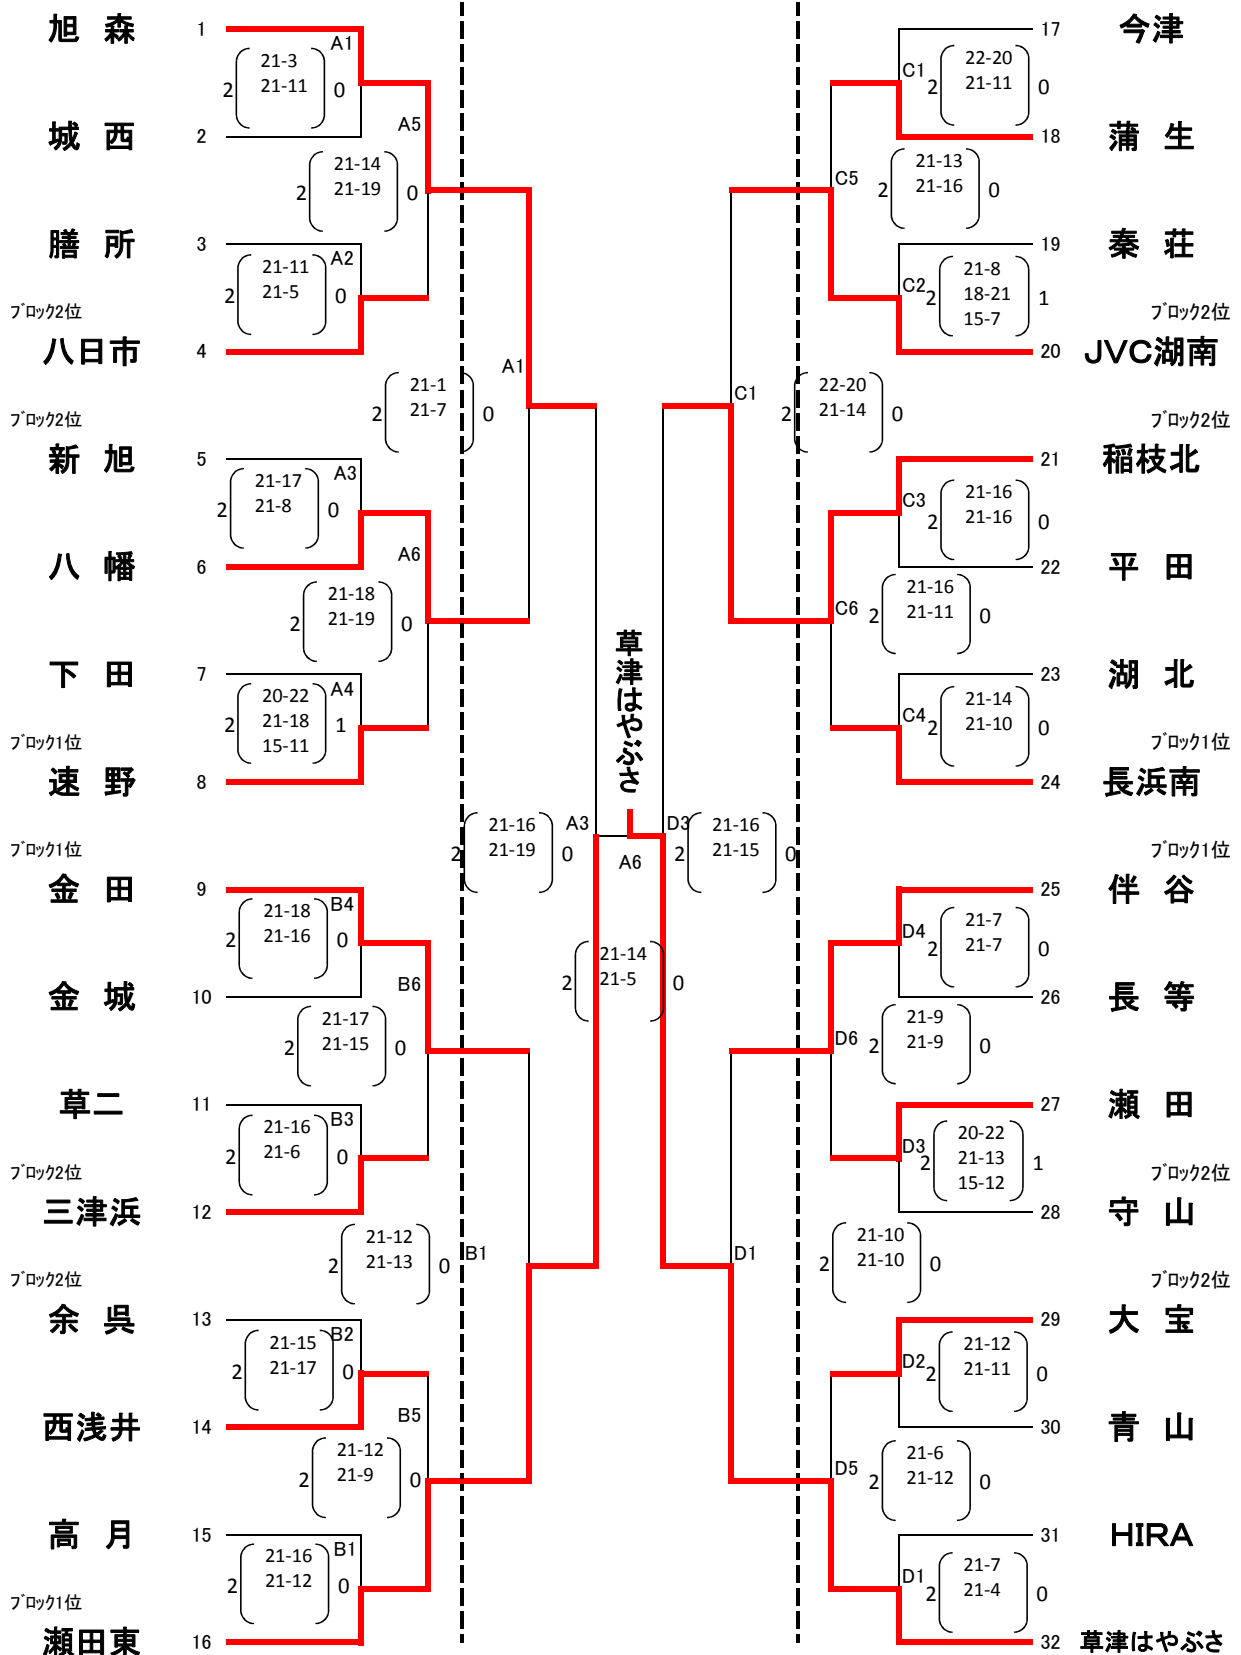 旭 森 1
A1
21-3
2 21-11 0
城 西 2
A5
21-14
2 21-19 0
膳 所 3
A2
21-11
2 21-5 0
ブロック2位
八日市 4
A1
21-1
2 21-7 0
ブロック2位
新 旭 5
A3
21-17
2 21-8 0
八 幡 6
A6
21-18
2 21-19 0
下 田 7
A4
20-22
2 21-18 1
15-11
ブロック1位
速 野 8
A3
21-16
2 21-19 0
ブロック1位
金 田 9
B4
21-18
2 21-16 0
金 城 10
B6
21-17
2 21-15 0
草二 11
B3
21-16
2 21-6 0
ブロック2位
三津浜 12
B1
21-12
2 21-13 0
ブロック2位
余 呉 13
B2
21-15
2 21-17 0
西浅井 14
B5
21-12
2 21-9 0
高 月 15
B1
21-16
2 21-12 0
ブロック1位
瀬田東 16
草津はやぶさ
A6
21-14
2 21-5 0
17 今津
C1
22-20
2 21-11 0
18 蒲 生
C5
21-13
2 21-16 0
19 秦 荘
C2
21-8
2 18-21 1
15-7
ブロック2位
20 JVC湖南
C1
22-20
2 21-14 0
ブロック2位
21 稲枝北
C3
21-16
2 21-16 0
22 平 田
C6
21-16
2 21-11 0
23 湖 北
C4
21-14
2 21-10 0
ブロック1位
24 長浜南
D3
21-16
2 21-15 0
ブロック1位
25 伴 谷
D4
21-7
2 21-7 0
26 長 等
D6
21-9
2 21-9 0
27 瀬 田
D3
20-22
2 21-13 1
15-12
ブロック2位
28 守 山
D1
21-10
2 21-10 0
ブロック2位
29 大 宝
D2
21-12
2 21-11 0
30 青 山
D5
21-6
2 21-12 0
31 HIRA
D1
21-7
2 21-4 0
32 草津はやぶさ